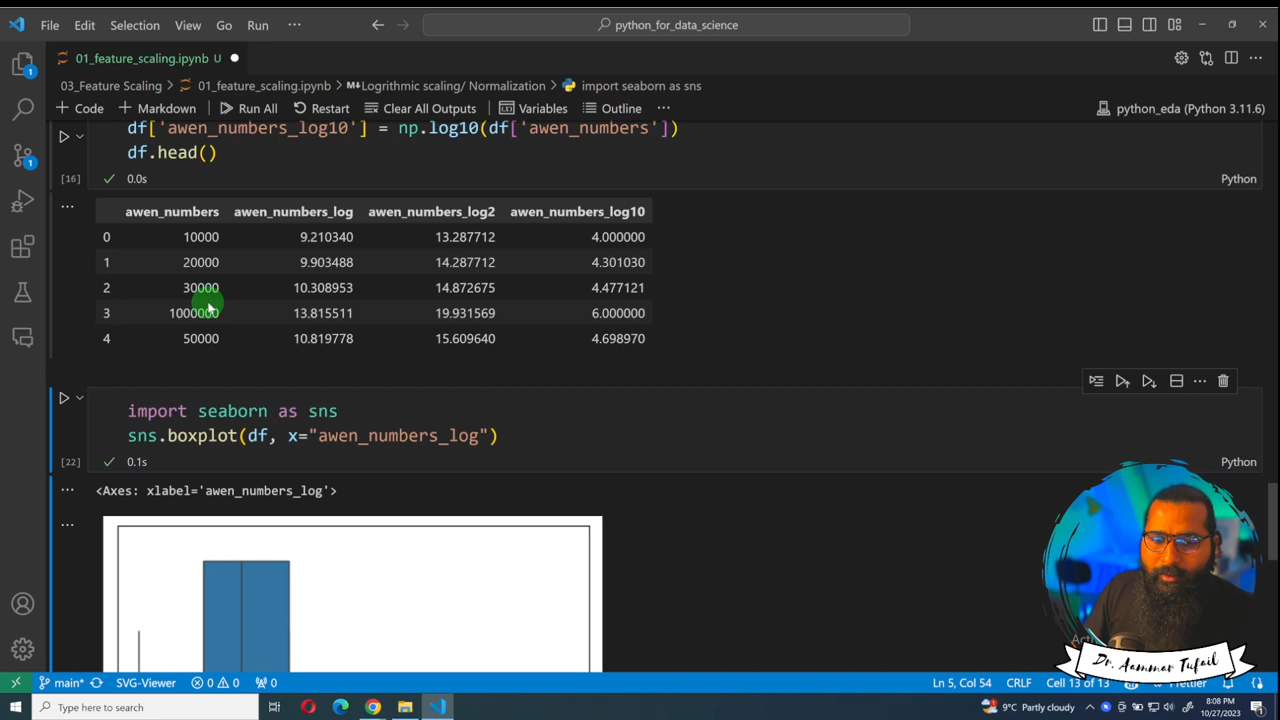 File Edit Selection View Go Run ··· python_for_data_science
01_feature_scaling.ipynb U
03_Feature Scaling > 01_feature_scaling.ipynb > Logrithmic scaling/ Normalization > import seaborn as sns
+ Code + Markdown Run All Restart Clear All Outputs Variables Outline ··· python_eda (Python 3.11.6)
df['awen_numbers_log10'] = np.log10(df['awen_numbers'])
df.head()
[16] 0.0s Python
awen_numbers awen_numbers_log awen_numbers_log2 awen_numbers_log10
0 10000 9.210340 13.287712 4.000000
1 20000 9.903488 14.287712 4.301030
2 30000 10.308953 14.872675 4.477121
3 1000000 13.815511 19.931569 6.000000
4 50000 10.819778 15.609640 4.698970
import seaborn as sns
sns.boxplot(df, x="awen_numbers_log")
[22] 0.1s Python
<Axes: xlabel='awen_numbers_log'>
Dr. Aammar Tufail
main* SVG-Viewer 0 0 0 Ln 5, Col 54 CRLF Cell 13 of 13 Prettier
Type here to search 9°C Partly cloudy 8:08 PM
10/27/2023